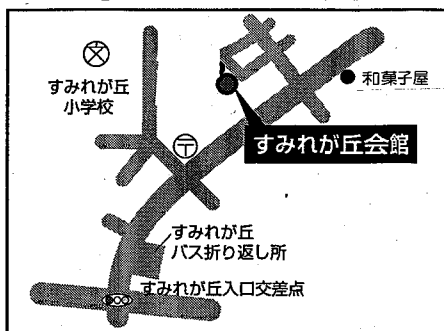 すみれが丘
小学校
和菓子屋
すみれが丘会館
すみれが丘
バス折り返し所
すみれが丘入口交差点